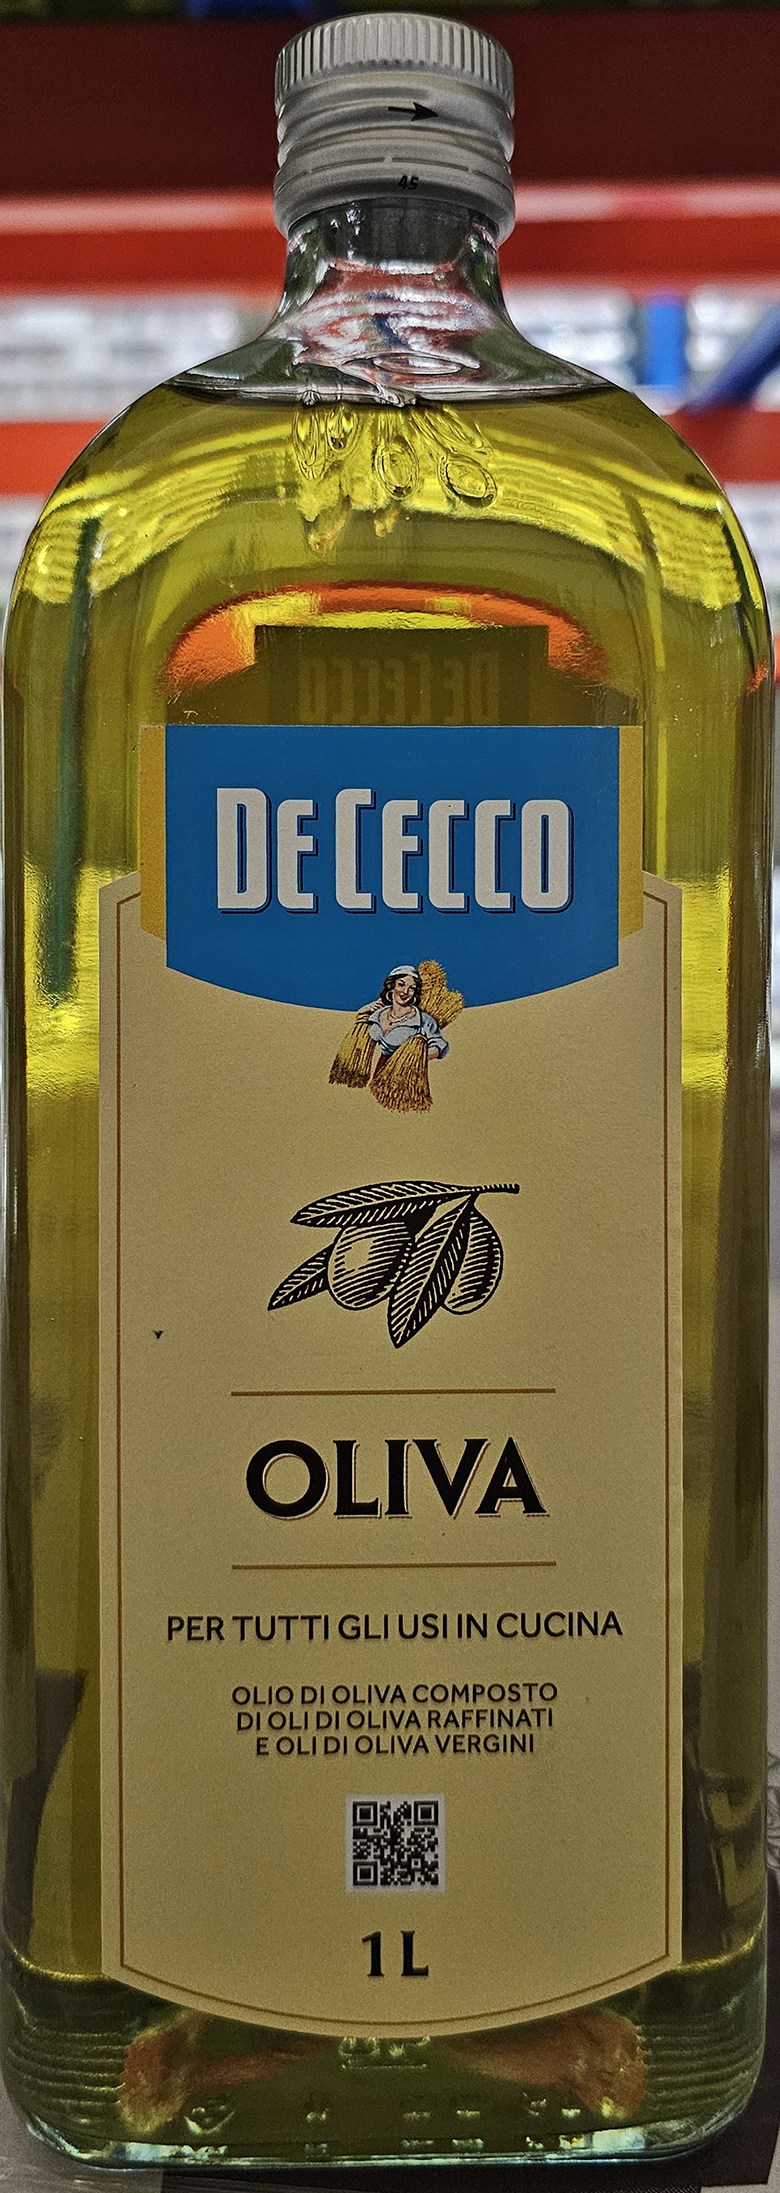 45
DE CECCO
OLIVA
PER TUTTI GLI USI IN CUCINA
OLIO DI OLIVA COMPOSTO
DI OLI DI OLIVA RAFFINATI
E OLI DI OLIVA VERGINI
1 L